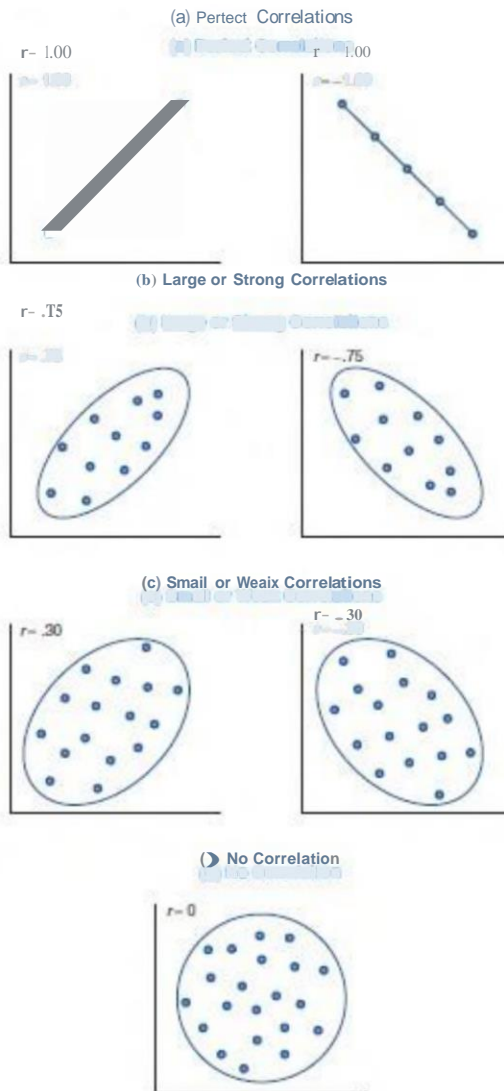 (a) Pertect Correlations
r– 1.00
r 1.00
(b) Large or Strong Correlations
r– .T5
r=–.75
(c) Smail or Weaix Correlations
r–.30
r– – 30
( No Correlation
r– 0